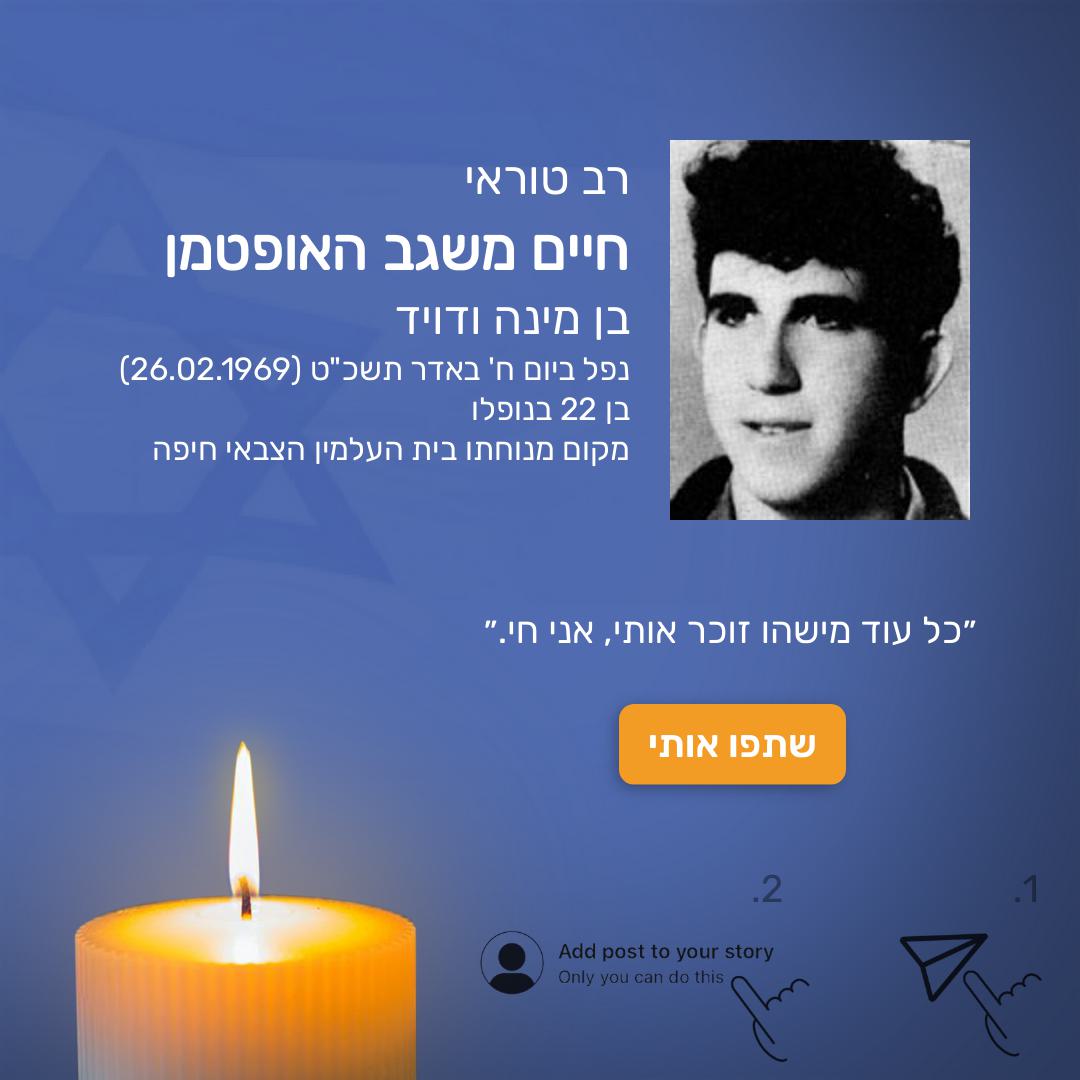 רב טוראי
חיים משגב האופטמן
בן מינה ודויד
נפל ביום ח' באדר תשכ"ט (26.02.1969)
בן 22 בנופלו
מקום מנוחתו בית העלמין הצבאי חיפה
״כל עוד מישהו זוכר אותי, אני חי.״
שתפו אותי
1.
2.
Add post to your story
Only you can do this